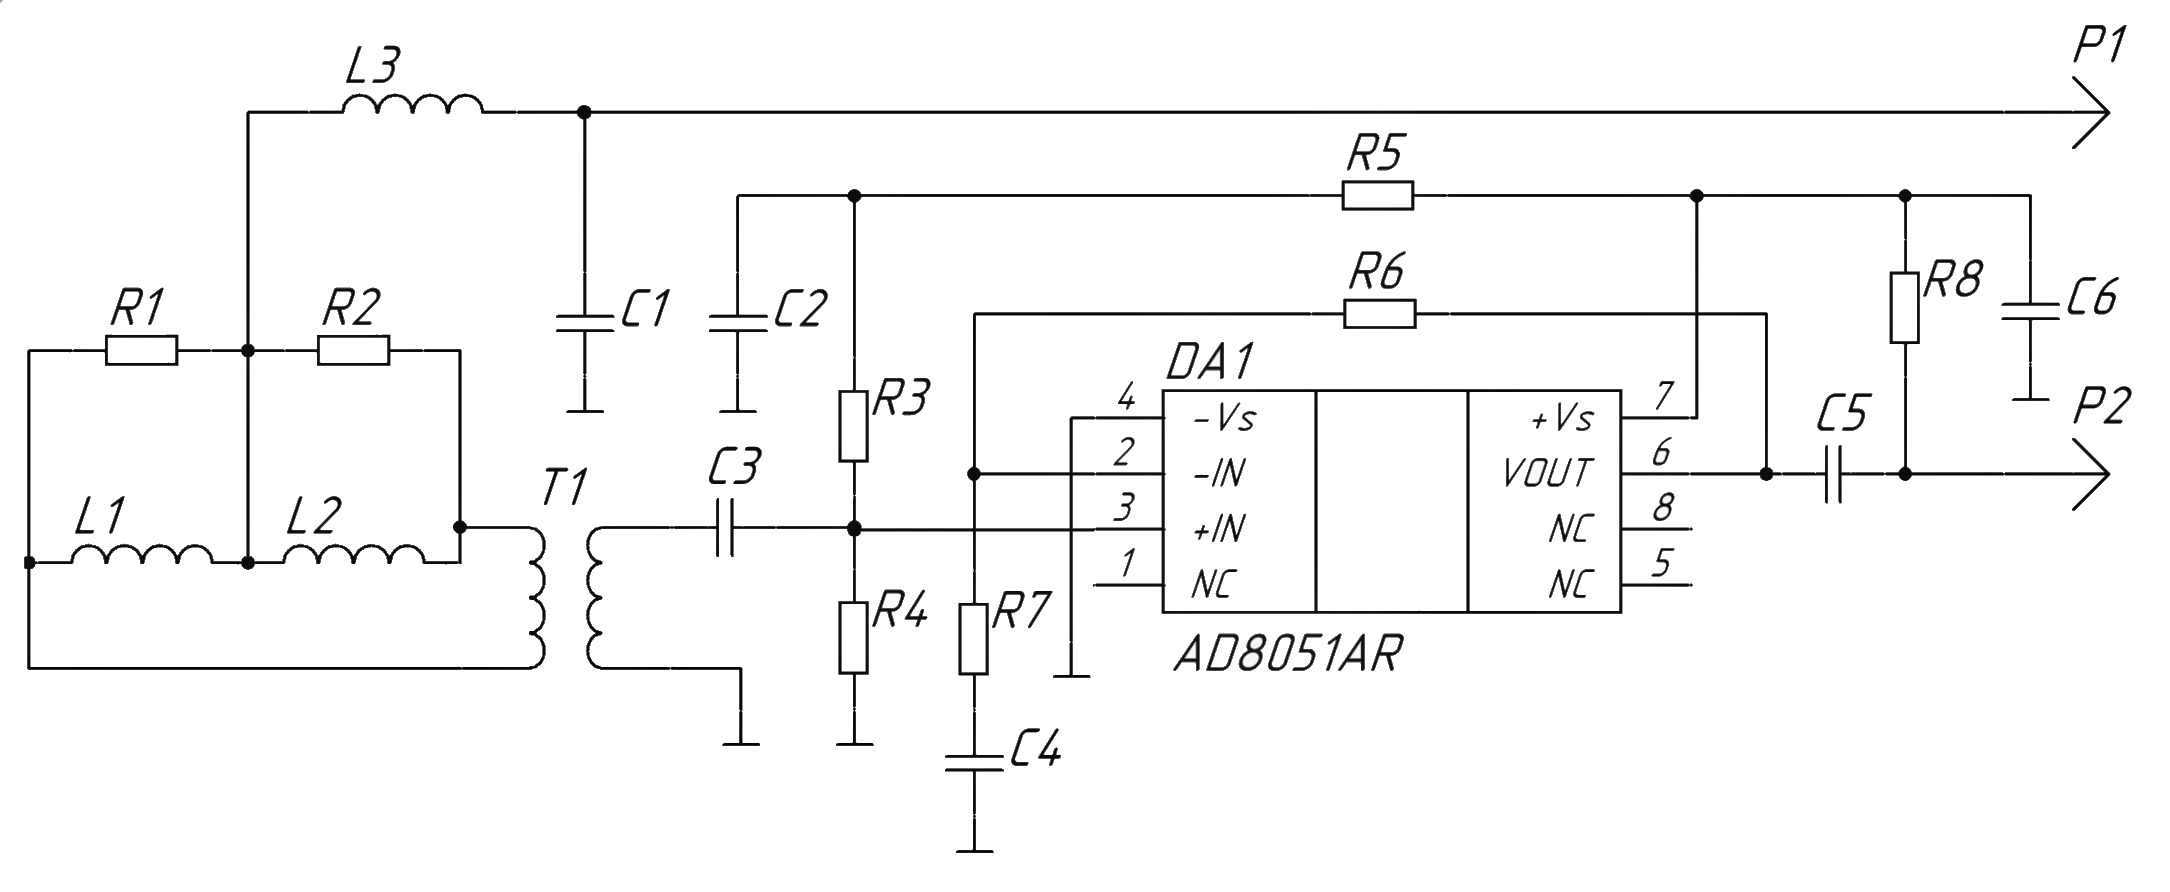 P1
L3
R5
R6
R8
C6
R1
R2
C1
C2
DA1
R3
4
-Vs
+Vs
7
C5
P2
2
-IN
VOUT
6
C3
T1
L1
L2
3
+IN
NC
8
1
NC
NC
5
R4
R7
AD8051AR
C4